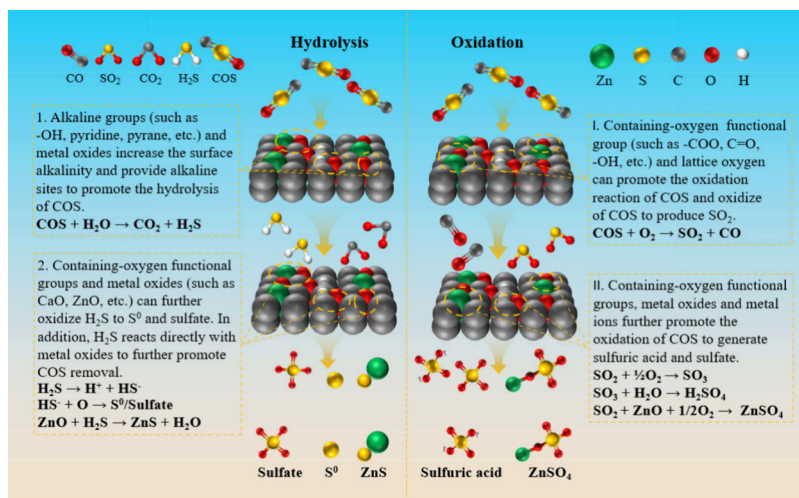 Hydrolysis
Oxidation
CO SO₂ CO₂ H₂S COS
Zn S C O H
1. Alkaline groups (such as
-OH, pyridine, pyrane, etc.) and
metal oxides increase the surface
alkalinity and provide alkaline
sites to promote the hydrolysis
of COS.
COS + H₂O → CO₂ + H₂S
I. Containing-oxygen functional
group (such as -COO, C=O,
-OH, etc.) and lattice oxygen
can promote the oxidation
reaction of COS and oxidize
of COS to produce SO₂.
COS + O₂ → SO₂ + CO
2. Containing-oxygen functional
groups and metal oxides (such as
CaO, ZnO, etc.) can further
oxidize H₂S to S⁰ and sulfate. In
addition, H₂S reacts directly with
metal oxides to further promote
COS removal.
H₂S → H⁺ + HS⁻
HS⁻ + O → S⁰/Sulfate
ZnO + H₂S → ZnS + H₂O
II. Containing-oxygen functional
groups, metal oxides and metal
ions further promote the
oxidation of COS to generate
sulfuric acid and sulfate.
SO₂ + ½O₂ → SO₃
SO₃ + H₂O → H₂SO₄
SO₂ + ZnO + 1/2O₂ → ZnSO₄
Sulfate S⁰ ZnS
Sulfuric acid ZnSO₄